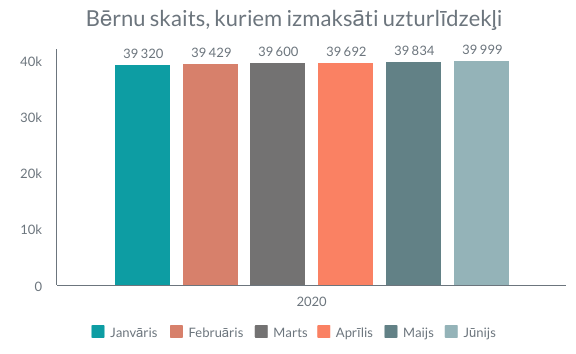 Bērnu skaits, kuriem izmaksāti uzturlīdzekļi
39 320 39 429 39 600 39 692 39 834 39 999
40k
30k
20k
10k
0
2020
Janvāris Februāris Marts Aprīlis Maijs Jūnijs